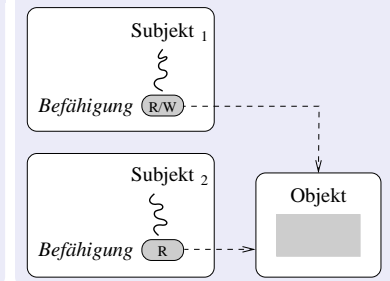 Subjekt 1
Befähigung R/W
Subjekt 2
Objekt
Befähigung R